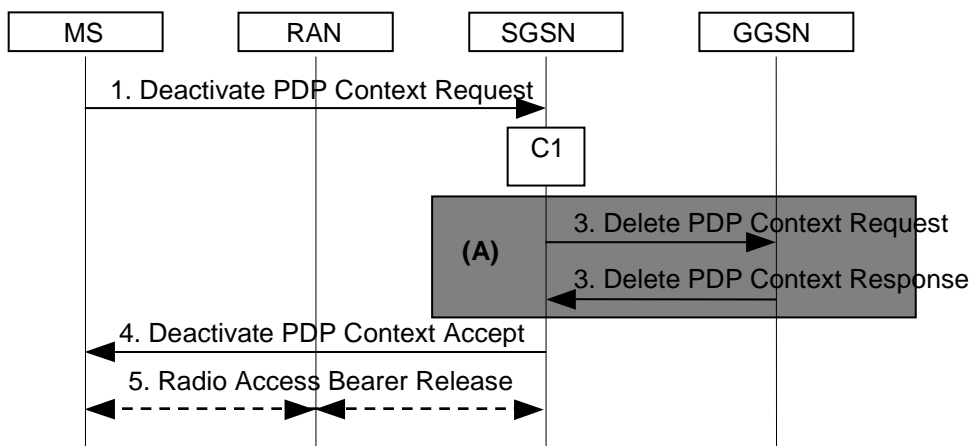 MS RAN SGSN GGSN
1. Deactivate PDP Context Request
C1
3. Delete PDP Context Request
(A)
3. Delete PDP Context Response
4. Deactivate PDP Context Accept
5. Radio Access Bearer Release